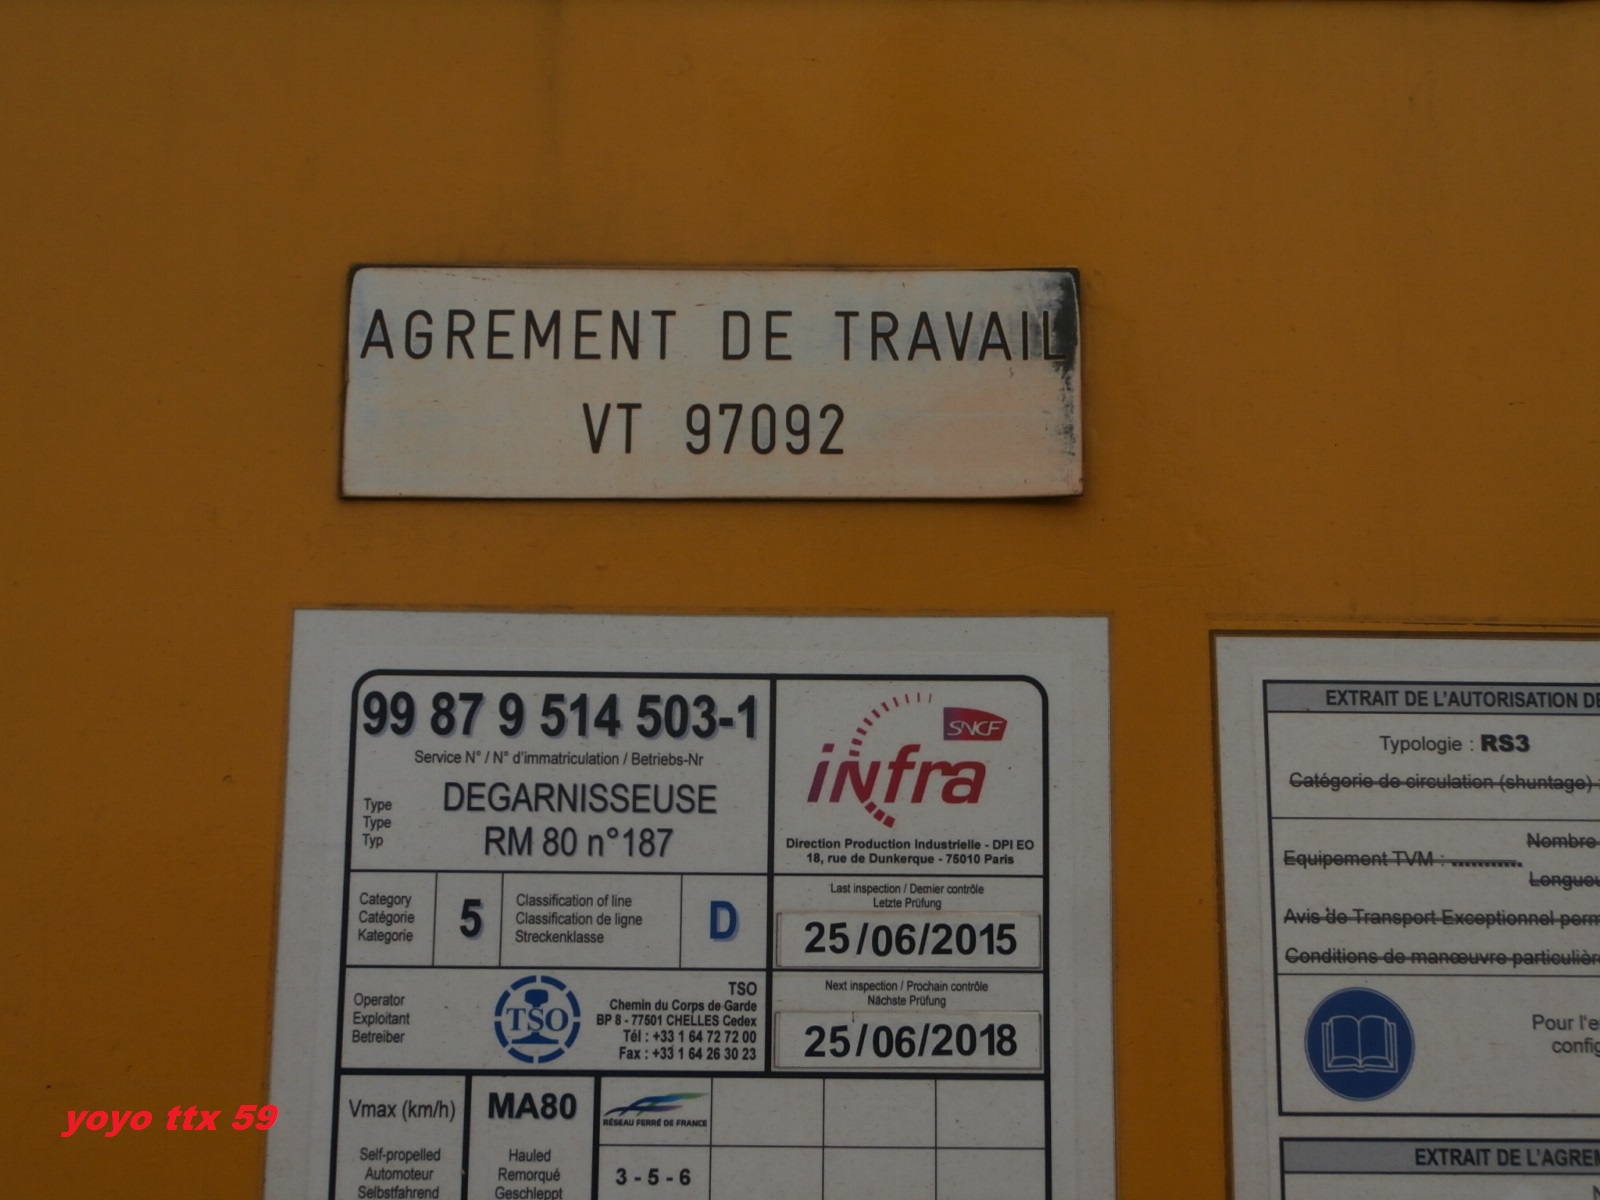 AGREMENT DE TRAVAIL
VT 97092
99 87 9 514 503-1
Service N° / N° d'immatriculation / Betriebs-Nr
Type
Type
Typ
DEGARNISSEUSE
RM 80 n°187
SNCF
infra
Direction Production Industrielle - DPI EO
18, rue de Dunkerque - 75010 Paris
Category
Catégorie
Kategorie
5
Classification of line
Classification de ligne
Streckenklasse
D
Last inspection / Dernier contrôle
Letzte Prüfung
25/06/2015
Operator
Exploitant
Betreiber
TSO
TSO
Chemin du Corps de Garde
BP 8 - 77501 CHELLES Cedex
Tél : +33 1 64 72 72 00
Fax : +33 1 64 26 30 23
Next inspection / Prochain contrôle
Nächste Prüfung
25/06/2018
Vmax (km/h)
MA80
RÉSEAU FERRÉ DE FRANCE
Self-propelled
Automoteur
Selbstfahrend
Hauled
Remorqué
Geschleppt
3 - 5 - 6
EXTRAIT DE L'AUTORISATION DE
Typologie : RS3
Catégorie de circulation (shuntage) :
Equipement TVM : ...........
Nombre
Longueu
Avis de Transport Exceptionnel perm
Conditions de manœuvre particulièr
Pour l'e
config
EXTRAIT DE L'AGREM
yoyo ttx 59